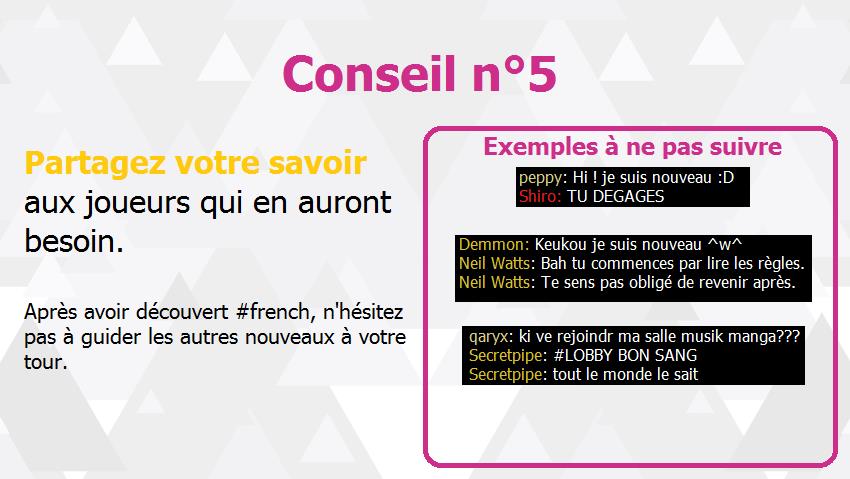 Conseil n°5
Partagez votre savoir
aux joueurs qui en auront
besoin.
Après avoir découvert #french, n'hésitez
pas à guider les autres nouveaux à votre
tour.
Exemples à ne pas suivre
peppy: Hi ! je suis nouveau :D
Shiro: TU DEGAGES
Demmon: Keukou je suis nouveau ^w^
Neil Watts: Bah tu commences par lire les règles.
Neil Watts: Te sens pas obligé de revenir après.
qaryx: ki ve rejoindr ma salle musik manga???
Secretpipe: #LOBBY BON SANG
Secretpipe: tout le monde le sait